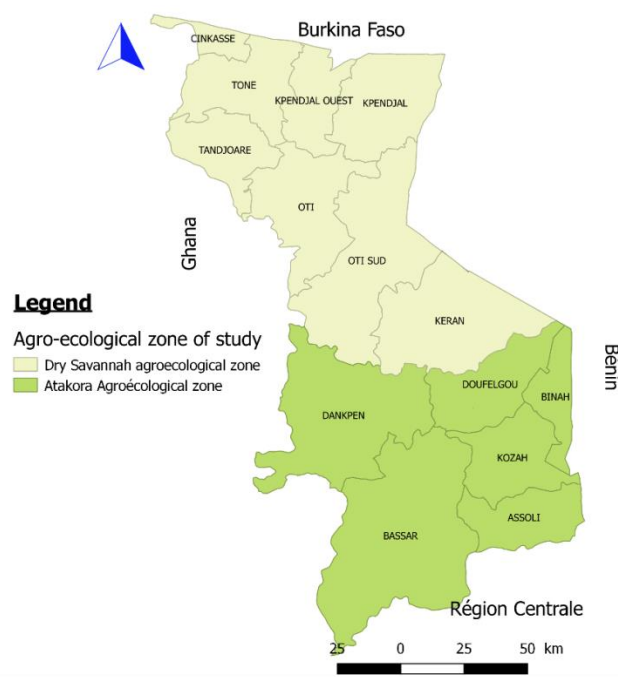 Burkina Faso
CINKASSE
TONE
KPENDJAL OUEST
KPENDJAL
TANDJOARE
OTI
Ghana
OTI SUD
Legend
Agro-ecological zone of study
Dry Savannah agroecological zone
Atakora Agroécological zone
KERAN
Benin
DOUFELGOU
BINAH
DANKPEN
KOZAH
ASSOLI
BASSAR
Région Centrale
25 0 25 50 km